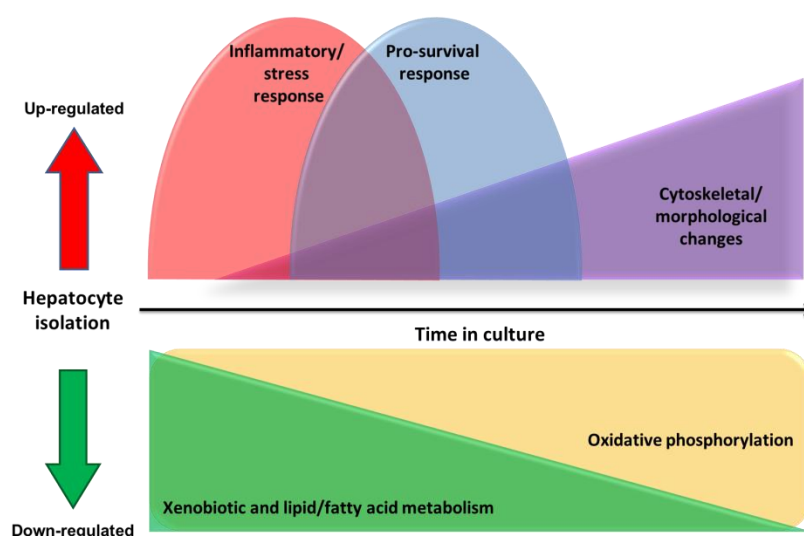 Inflammatory/
stress
response
Pro-survival
response
Up-regulated
Cytoskeletal/
morphological
changes
Hepatocyte
isolation
Time in culture
Oxidative phosphorylation
Xenobiotic and lipid/fatty acid metabolism
Down-regulated